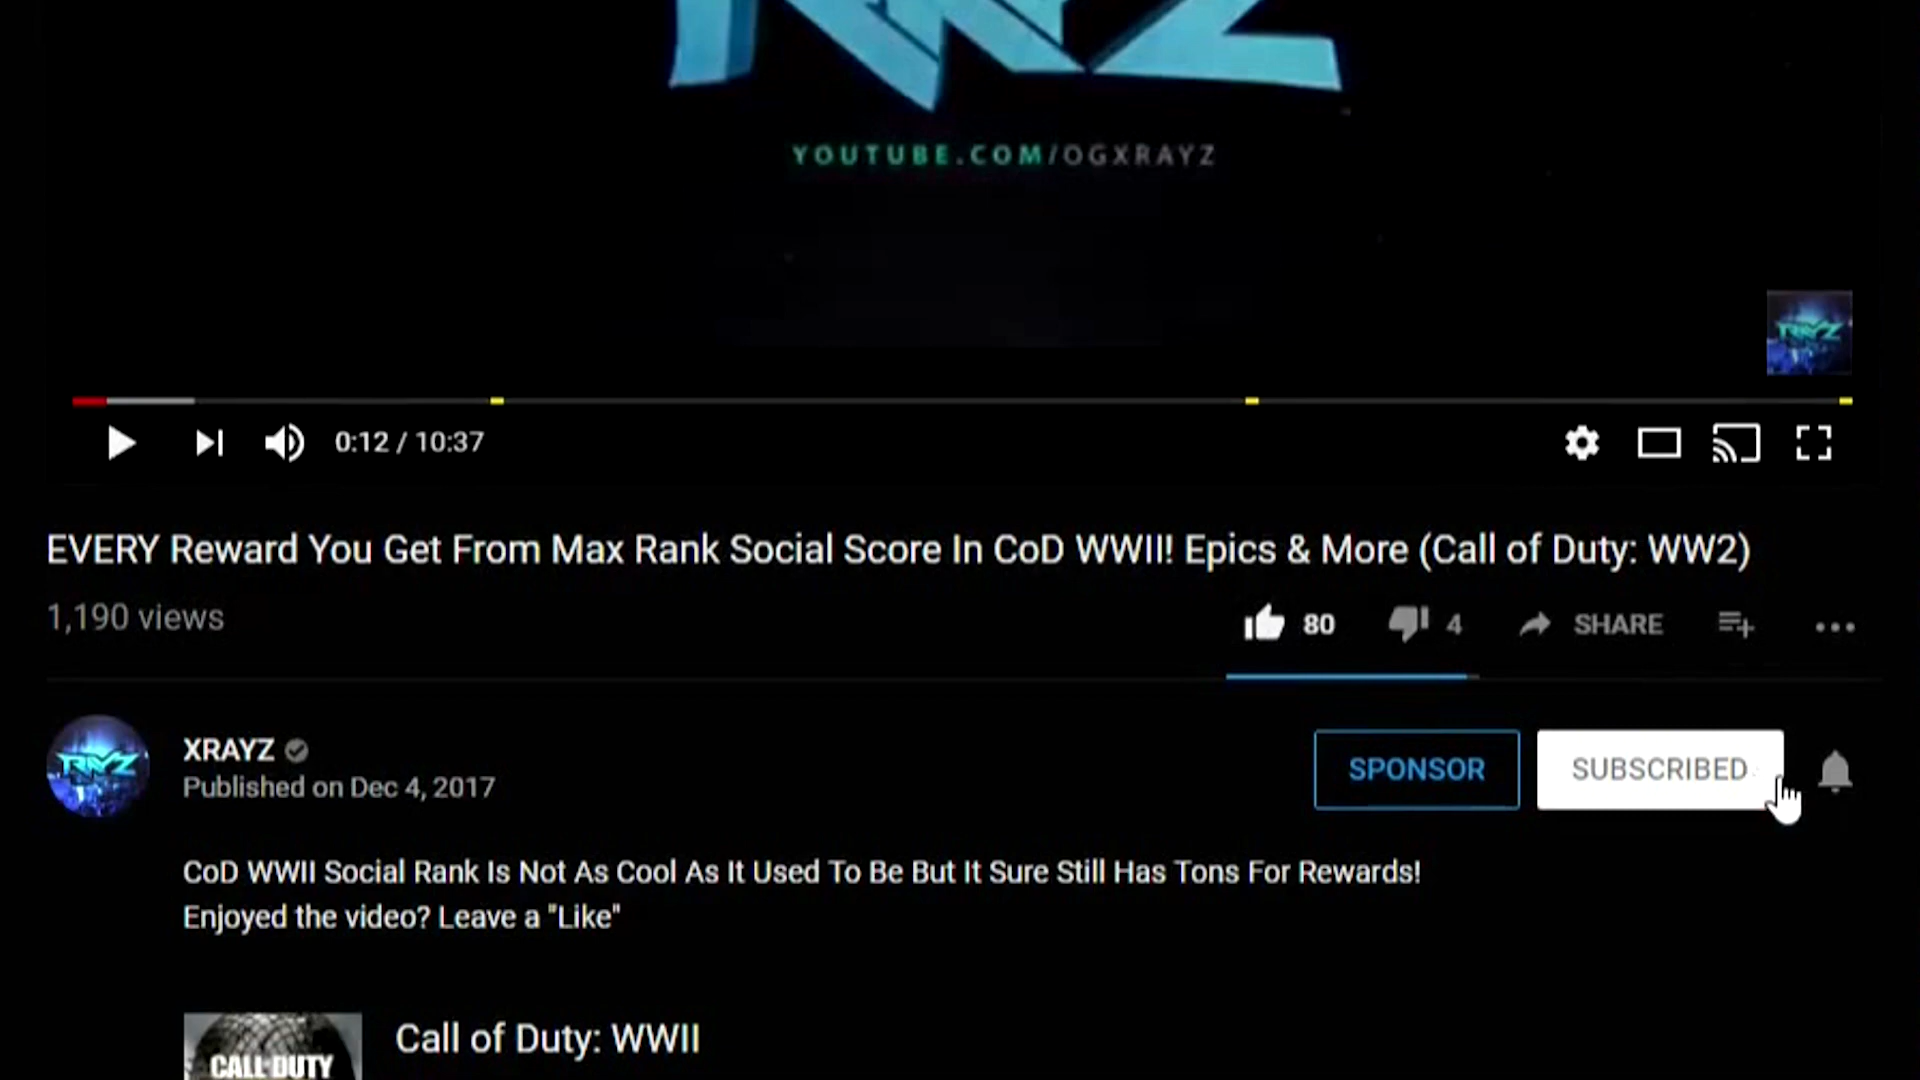 YOUTUBE.COM/OGXRAYZ
RAYZ
0:12 / 10:37
EVERY Reward You Get From Max Rank Social Score In CoD WWII! Epics & More (Call of Duty: WW2)
1,190 views
80
4
SHARE
RAYZ
XRAYZ
Published on Dec 4, 2017
SPONSOR
SUBSCRIBED
CoD WWII Social Rank Is Not As Cool As It Used To Be But It Sure Still Has Tons For Rewards!
Enjoyed the video? Leave a "Like"
CALL OF DUTY
Call of Duty: WWII